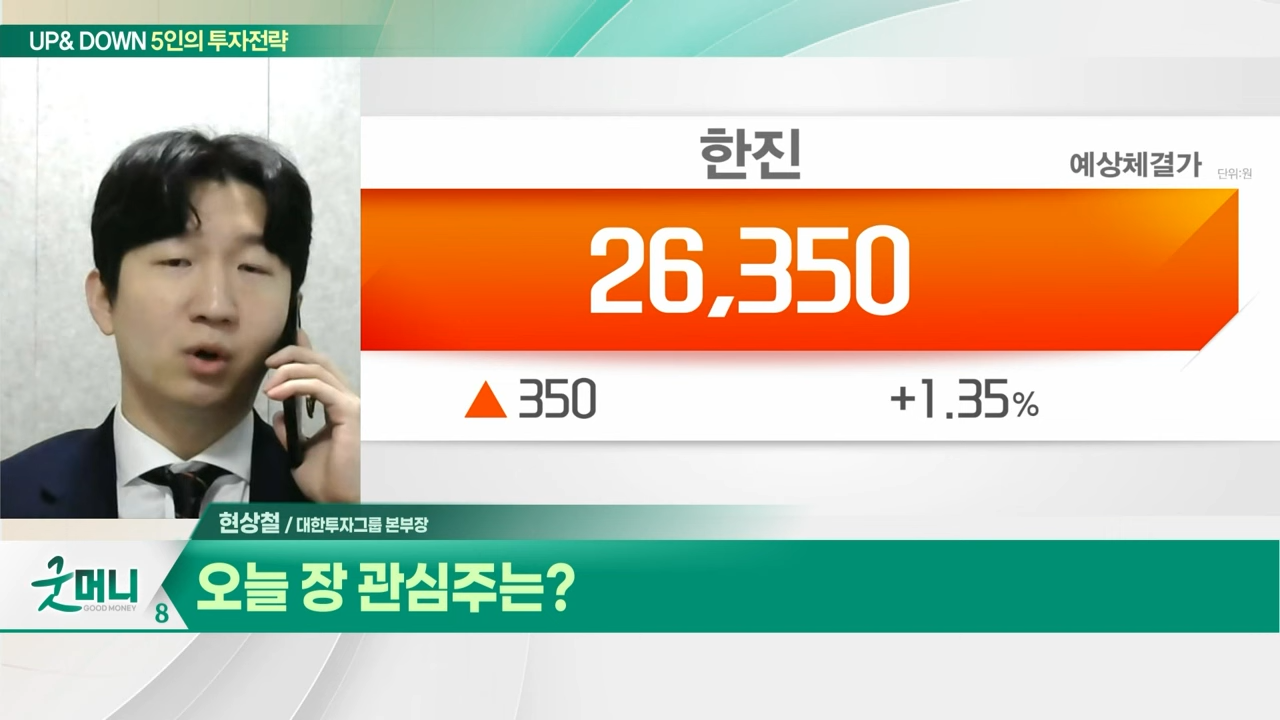 UP& DOWN 5인의 투자전략
한진
예상체결가 단위:원
26,350
▲ 350 +1.35%
현상철 / 대한투자그룹 본부장
굿머니
GOOD MONEY
8
오늘 장 관심주는?